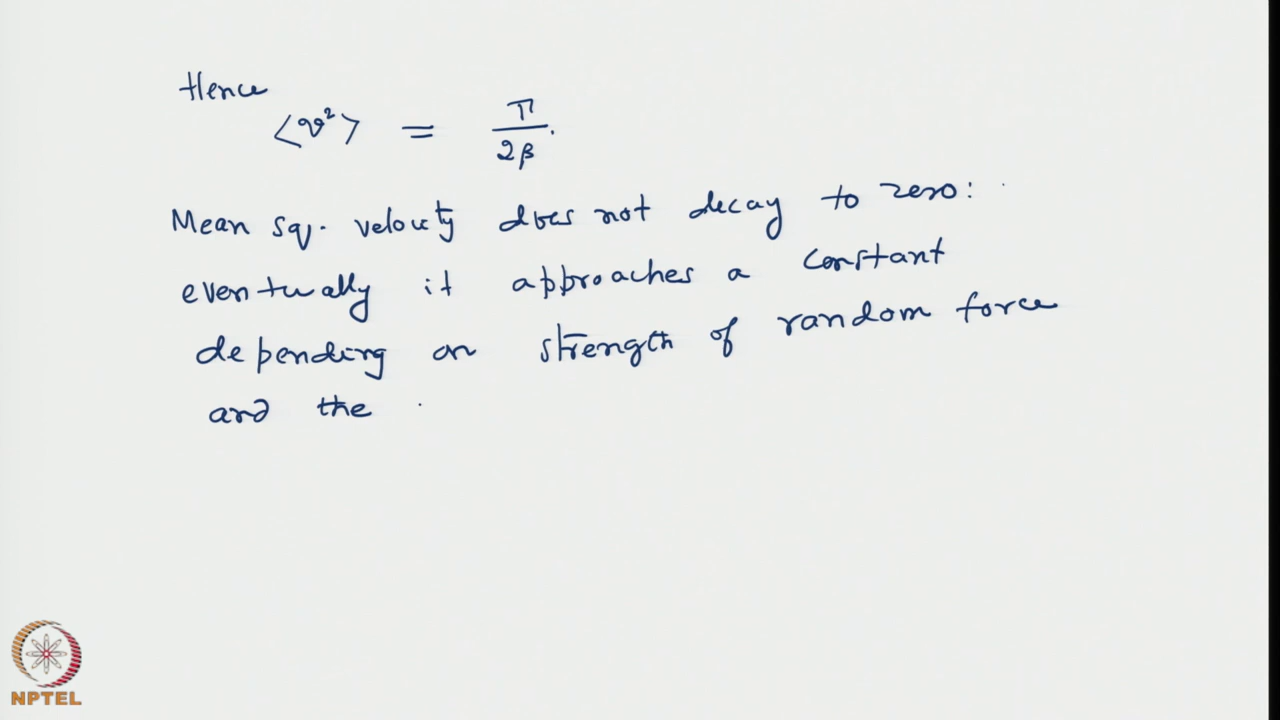 Hence
⟨v²⟩ = Γ/2β.
Mean sq. velocity does not decay to zero:
eventually it approaches a constant
depending on strength of random force
and the
NPTEL